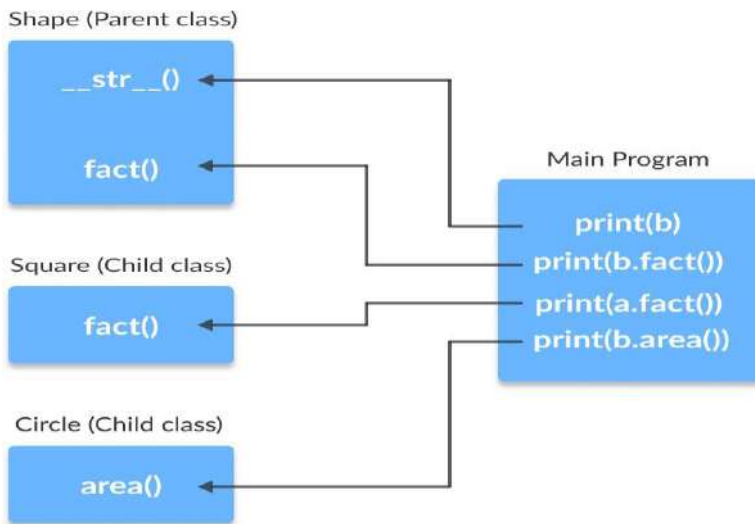 Shape (Parent class)
__str__()
fact()
Square (Child class)
fact()
Circle (Child class)
area()
Main Program
print(b)
print(b.fact())
print(a.fact())
print(b.area())